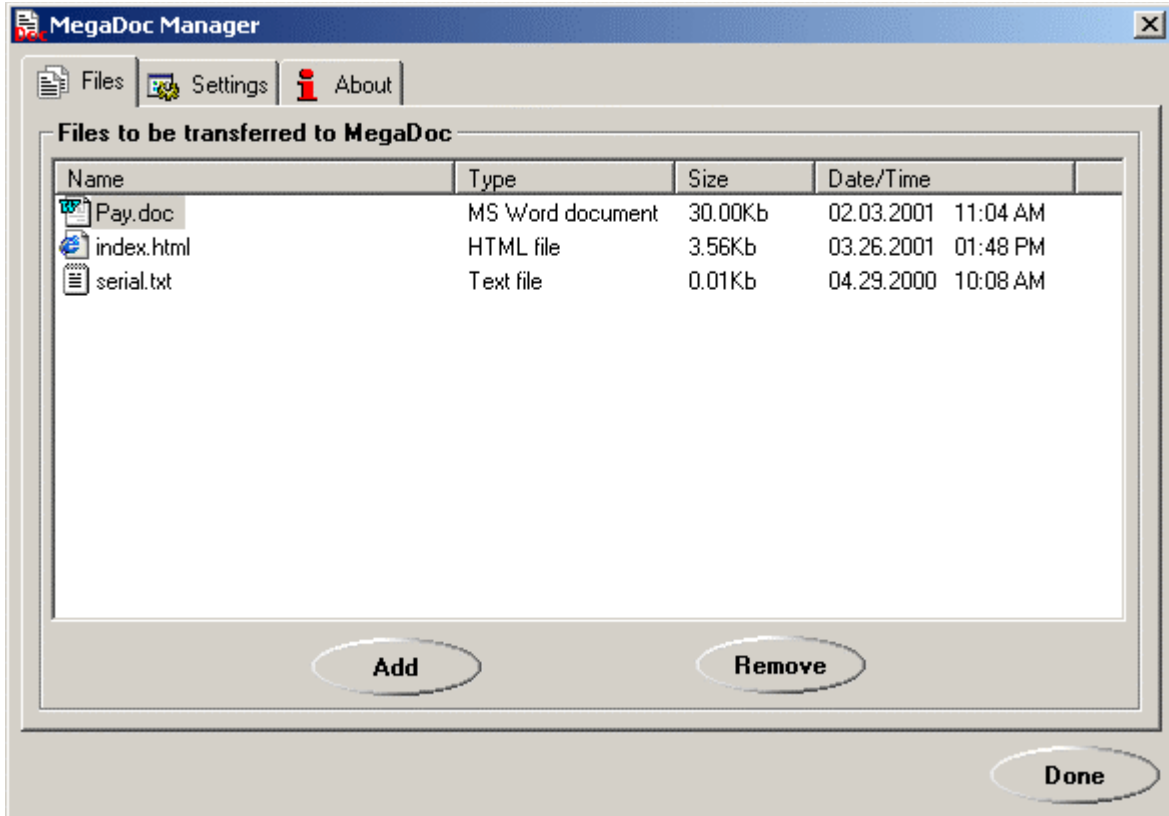 Doc MegaDoc Manager
Files Settings About
Files to be transferred to MegaDoc
Name Type Size Date/Time
Pay.doc MS Word document 30.00Kb 02.03.2001 11:04 AM
index.html HTML file 3.56Kb 03.26.2001 01:48 PM
serial.txt Text file 0.01Kb 04.29.2000 10:08 AM
Add Remove
Done